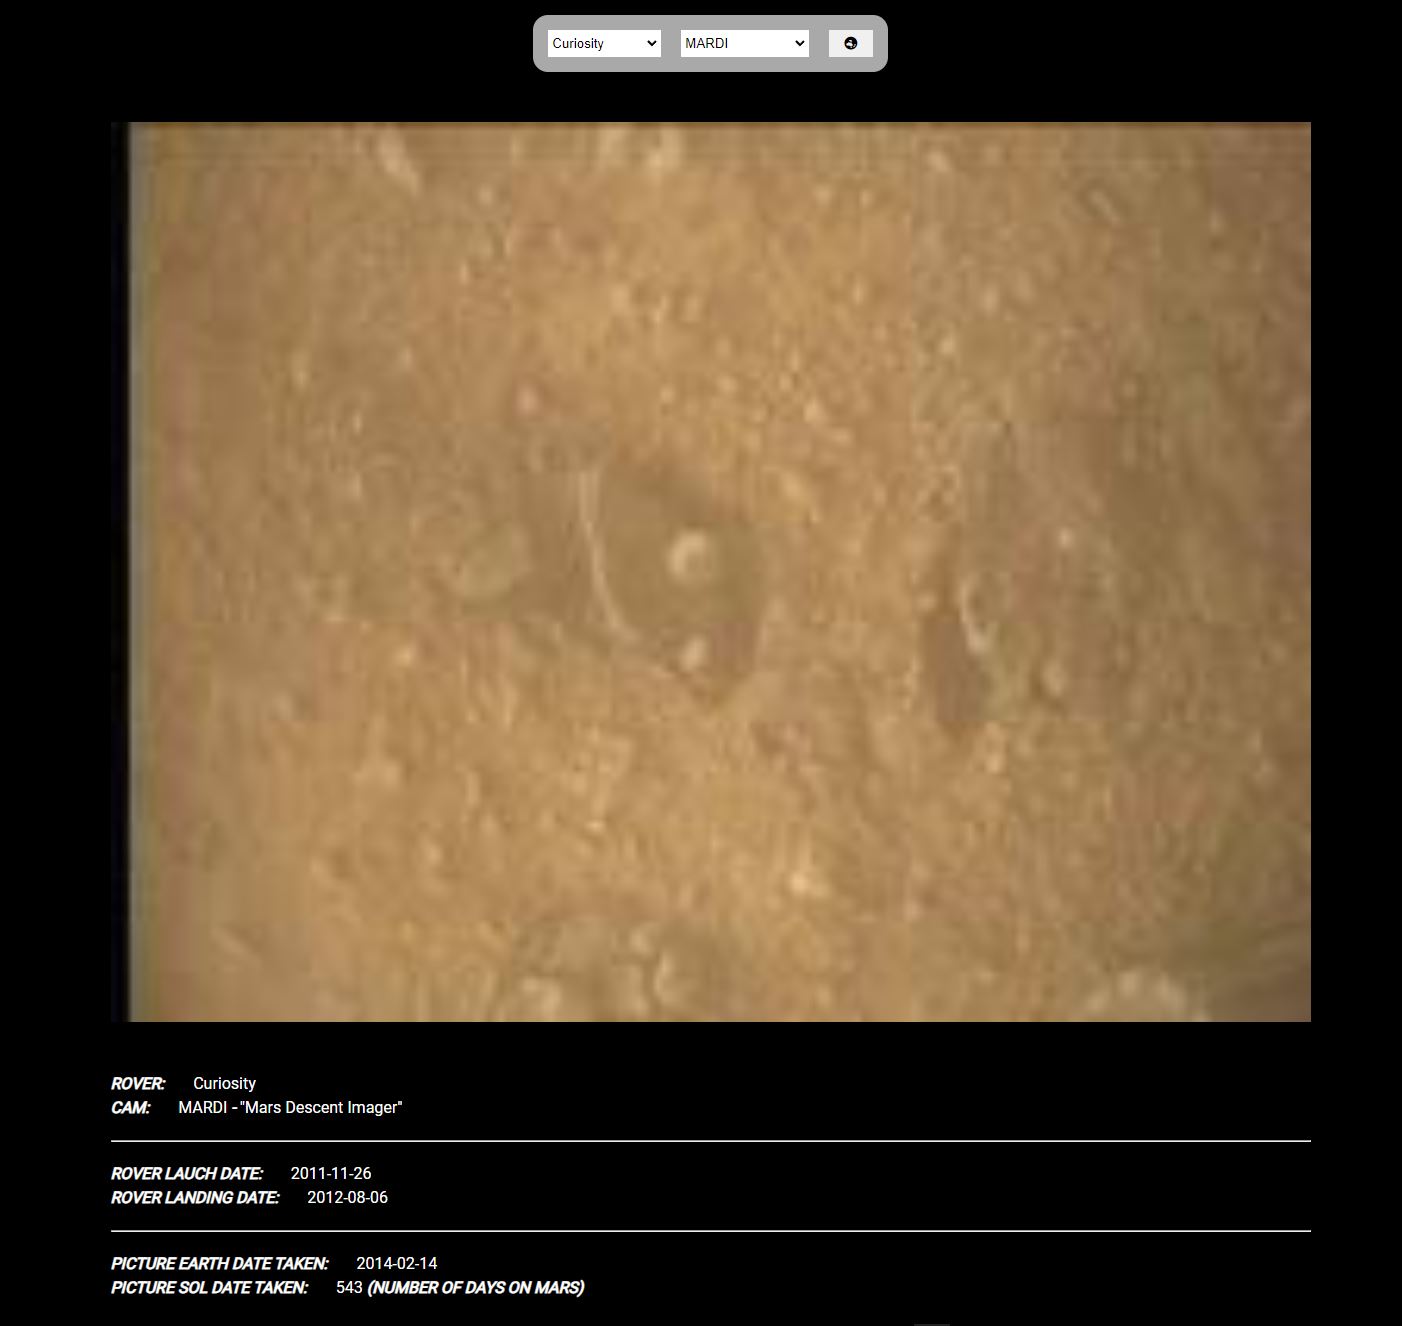 Curiosity MARDI
ROVER: Curiosity
CAM: MARDI - "Mars Descent Imager"
ROVER LAUCH DATE: 2011-11-26
ROVER LANDING DATE: 2012-08-06
PICTURE EARTH DATE TAKEN: 2014-02-14
PICTURE SOL DATE TAKEN: 543 (NUMBER OF DAYS ON MARS)